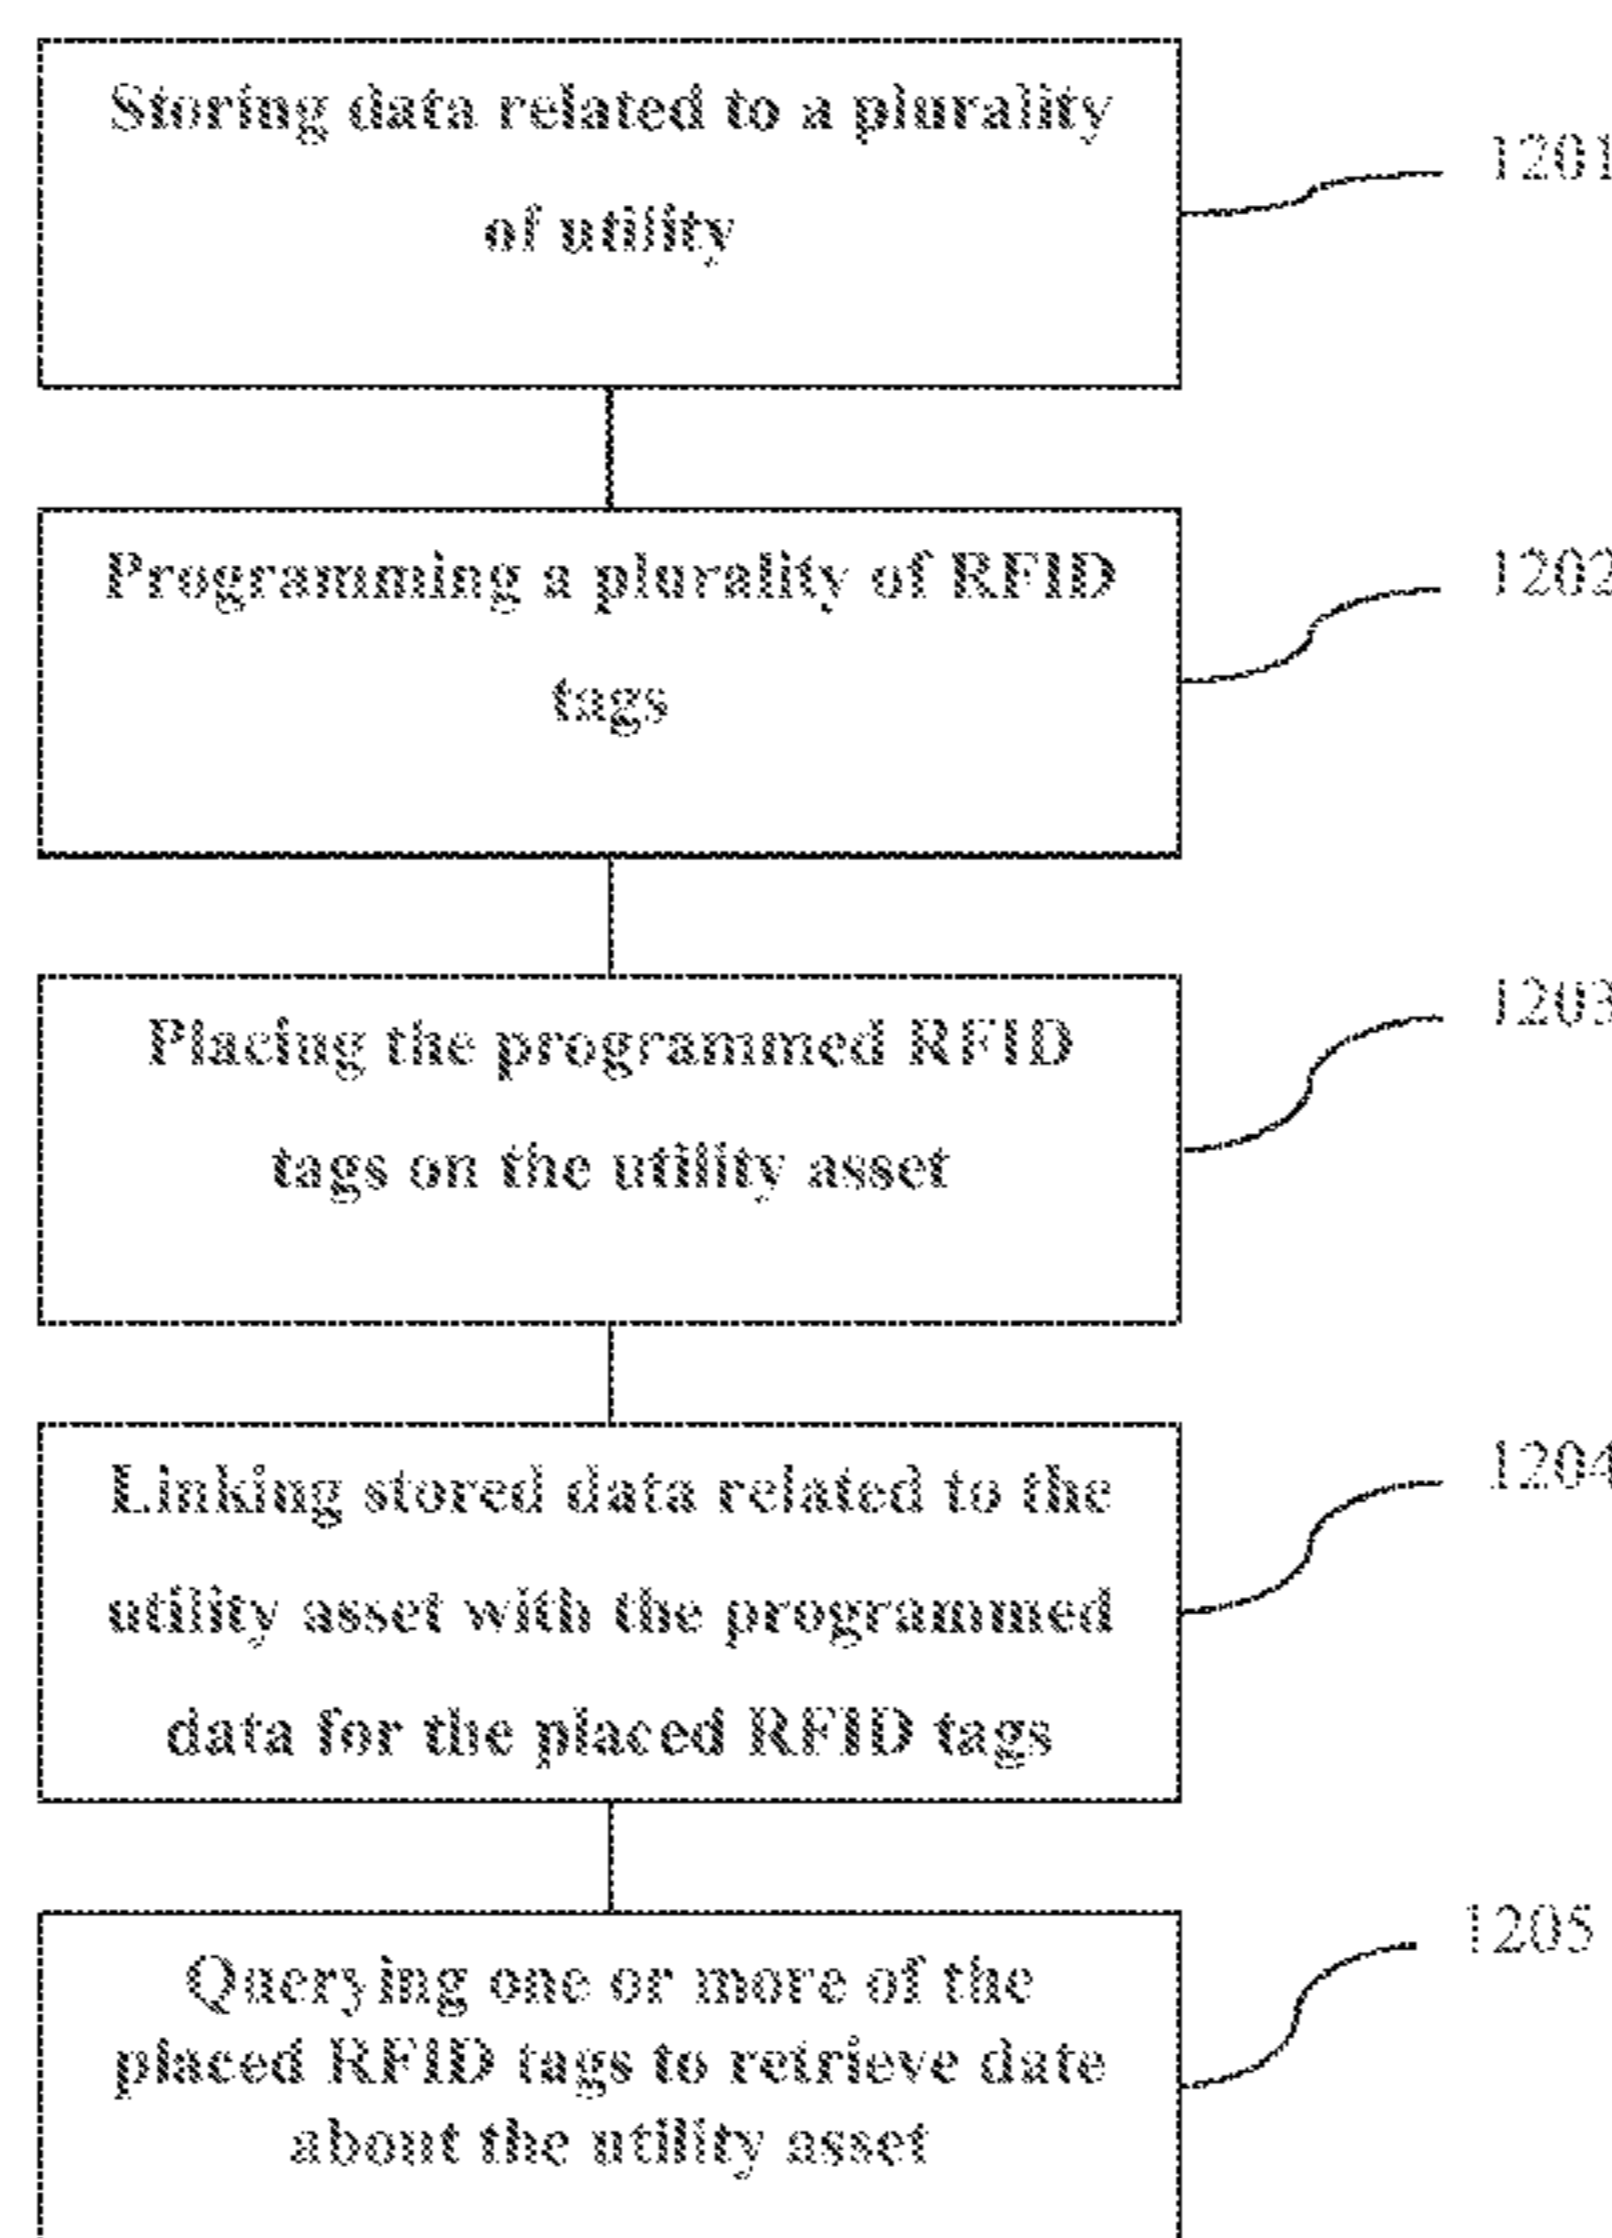 Storing data related to a plurality
of utility
1201
Programming a plurality of RFID
tags
1202
Placing the programmed RFID
tags on the utility asset
1203
Linking stored data related to the
utility asset with the programmed
data for the placed RFID tags
1204
Querying one or more of the
placed RFID tags to retrieve date
about the utility asset
1205